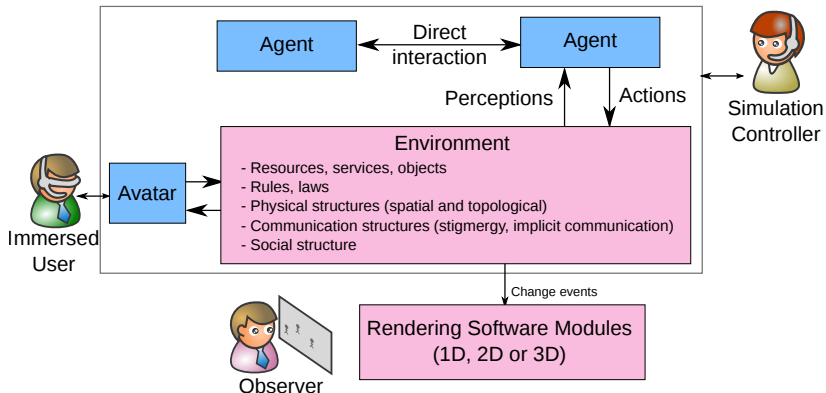 Agent
Direct
interaction
Agent
Perceptions
Actions
Simulation
Controller
Environment
- Resources, services, objects
- Rules, laws
- Physical structures (spatial and topological)
- Communication structures (stigmergy, implicit communication)
- Social structure
Avatar
Immersed
User
Change events
Rendering Software Modules
(1D, 2D or 3D)
Observer